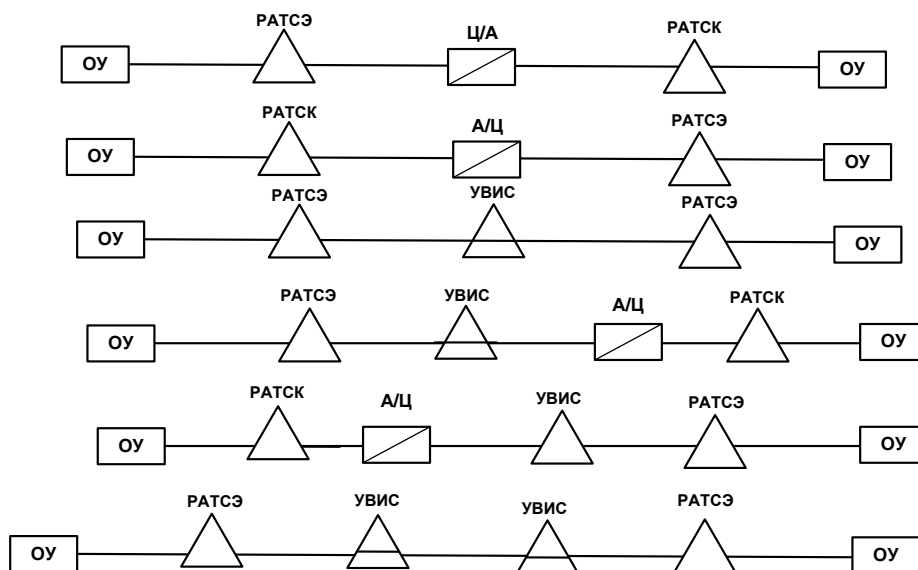 РАТСЭ Ц/А РАТСК
ОУ ОУ
РАТСК А/Ц РАТСЭ
ОУ ОУ
РАТСЭ УВИС РАТСЭ
ОУ ОУ
РАТСЭ УВИС А/Ц РАТСК
ОУ ОУ
РАТСК А/Ц УВИС РАТСЭ
ОУ ОУ
РАТСЭ УВИС УВИС РАТСЭ
ОУ ОУ